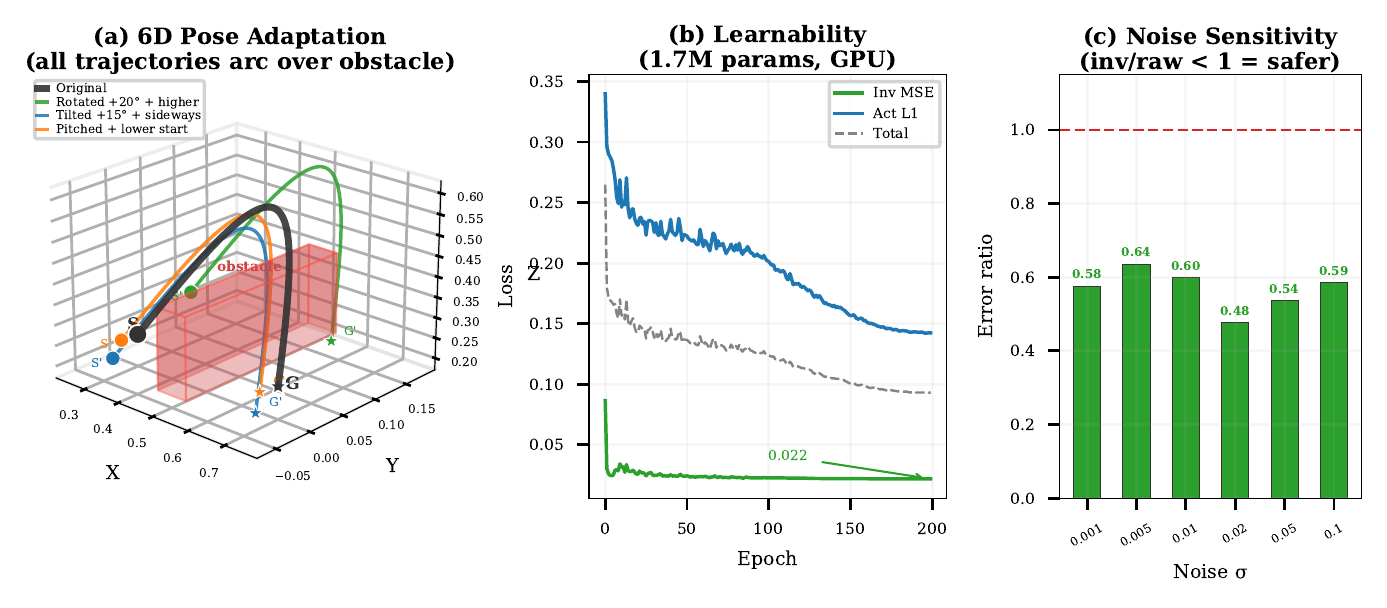 (a) 6D Pose Adaptation
(all trajectories arc over obstacle)
Original
Rotated +20° + higher
Tilted +15° + sideways
Pitched + lower start
obstacle
S
S'
G
G'
G'
0.60
0.55
0.50
0.45
0.40
0.35
0.30
0.25
0.20
Z
0.3
0.4
0.5
0.6
0.7
X
−0.05
0.00
0.05
0.10
0.15
Y
(b) Learnability
(1.7M params, GPU)
Inv MSE
Act L1
Total
0.35
0.30
0.25
0.20
0.15
0.10
0.05
Loss
0.022
0
50
100
150
200
Epoch
(c) Noise Sensitivity
(inv/raw < 1 = safer)
1.0
0.8
0.6
0.4
0.2
0.0
Error ratio
0.58
0.64
0.60
0.48
0.54
0.59
0.001
0.005
0.01
0.02
0.05
0.1
Noise σ